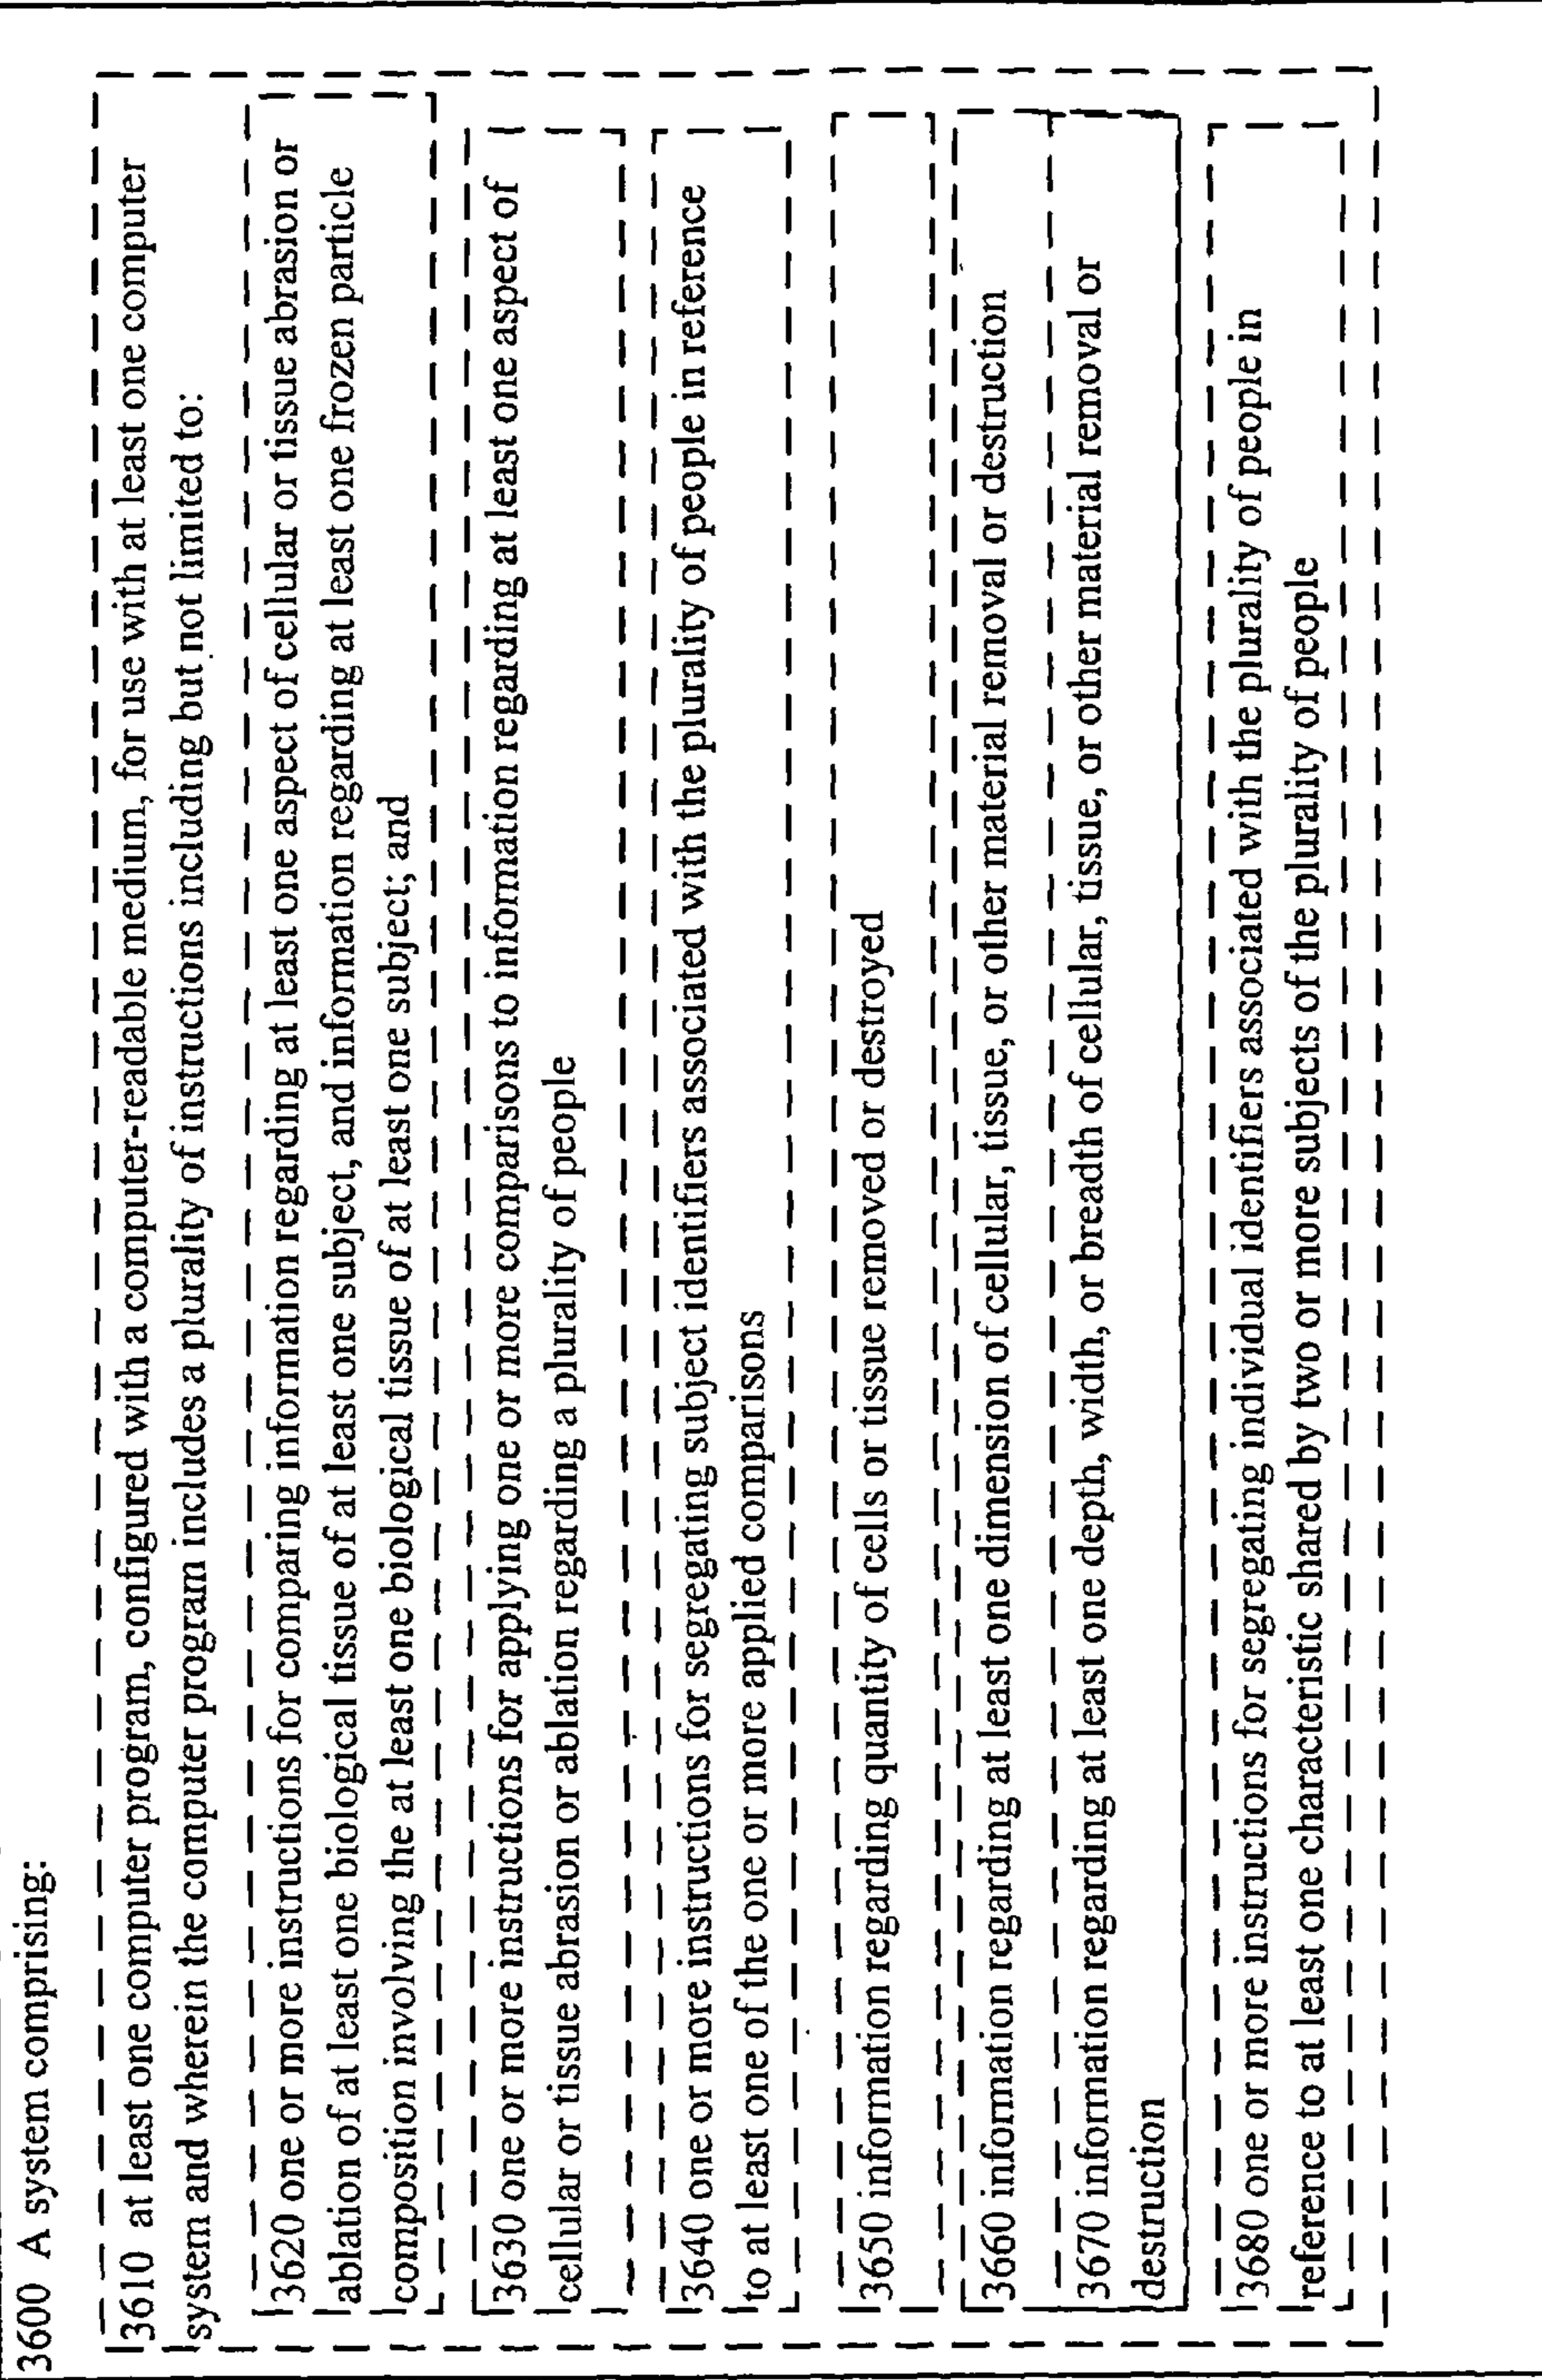 3600 A system comprising:
3610 at least one computer program, configured with a computer-readable medium, for use with at least one computer
system and wherein the computer program includes a plurality of instructions including but not limited to:
3620 one or more instructions for comparing information regarding at least one aspect of cellular or tissue abrasion or
ablation of at least one biological tissue of at least one subject, and information regarding at least one frozen particle
composition involving the at least one biological tissue of at least one subject; and
3630 one or more instructions for applying one or more comparisons to information regarding at least one aspect of
cellular or tissue abrasion or ablation regarding a plurality of people
3640 one or more instructions for segregating subject identifiers associated with the plurality of people in reference
to at least one of the one or more applied comparisons
3650 information regarding quantity of cells or tissue removed or destroyed
3660 information regarding at least one dimension of cellular, tissue, or other material removal or destruction
3670 information regarding at least one depth, width, or breadth of cellular, tissue, or other material removal or
destruction
3680 one or more instructions for segregating individual identifiers associated with the plurality of people in
reference to at least one characteristic shared by two or more subjects of the plurality of people